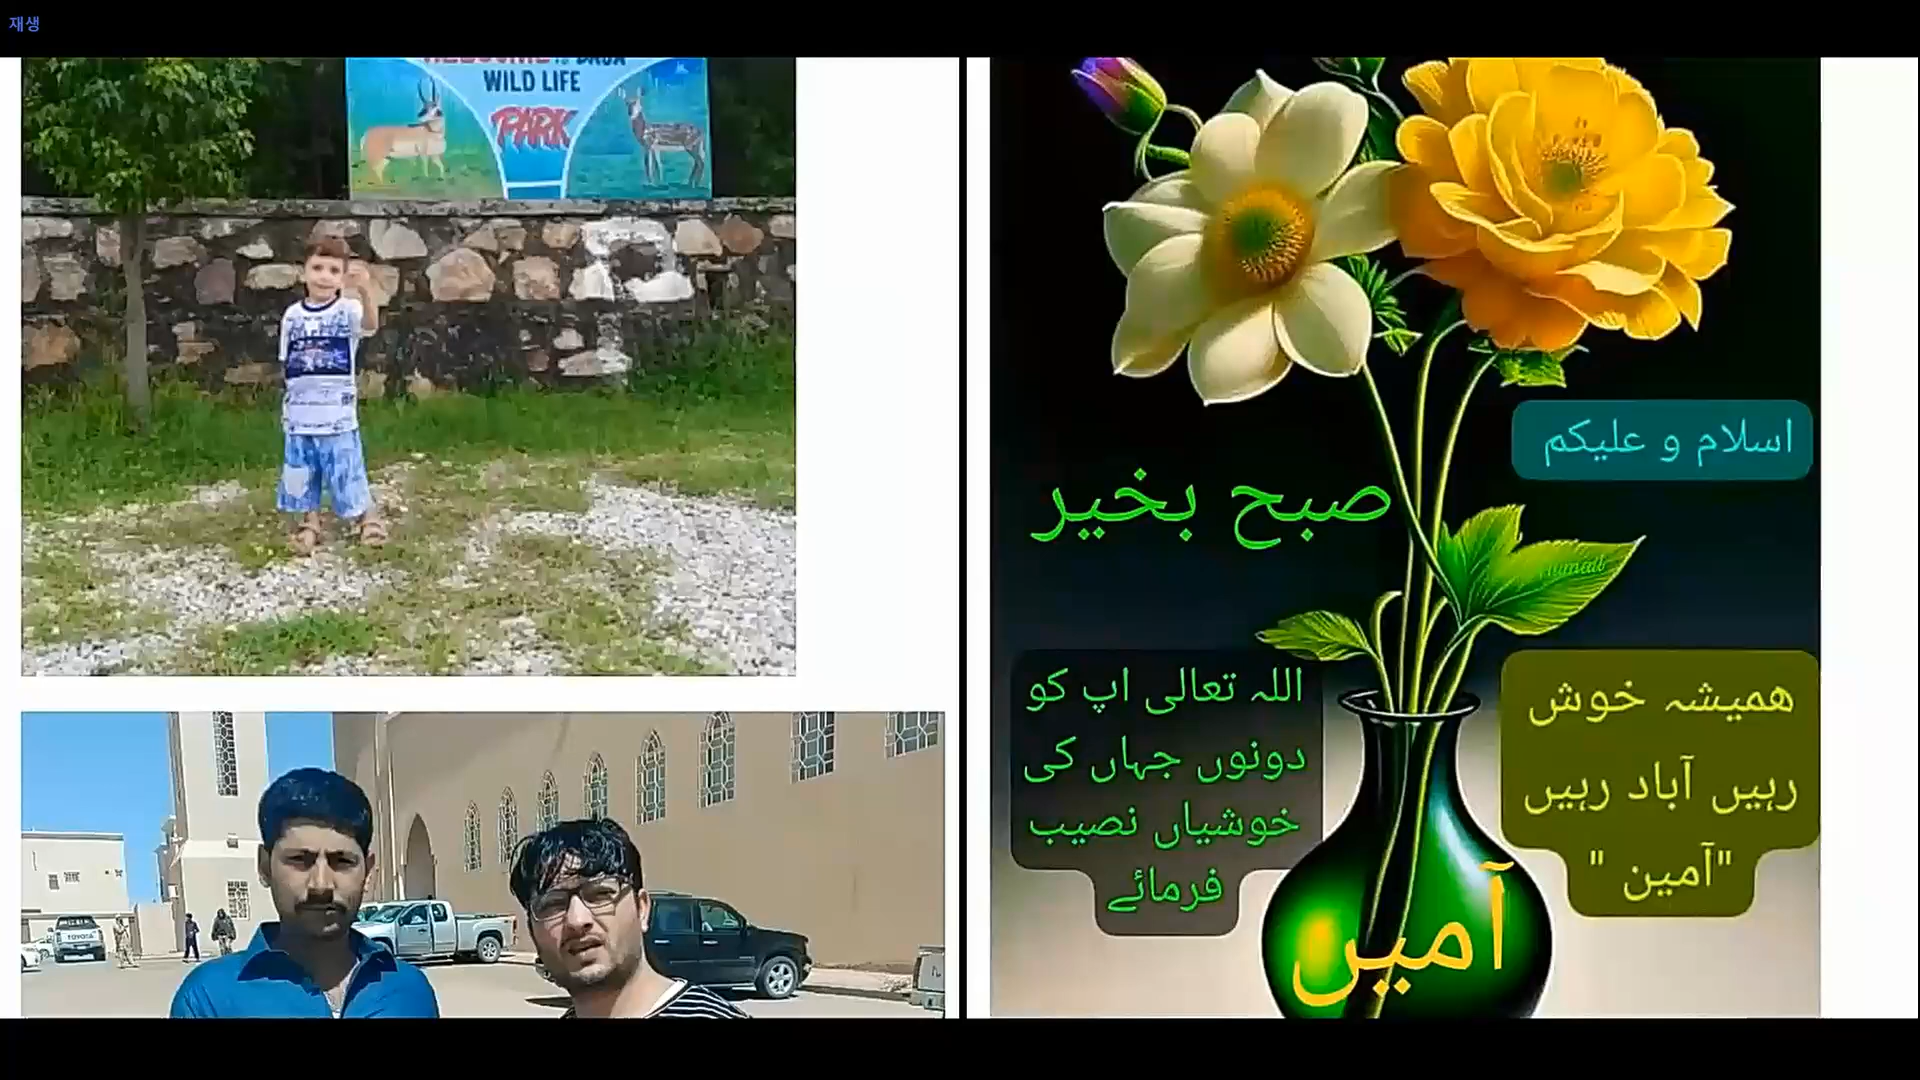 재생
WILD LIFE
PARK
TOYOTA
اسلام و علیکم
صبح بخیر
اللہ تعالی اپ کو
دونوں جہاں کی
خوشیاں نصیب
فرمائے
ہمیشہ خوش
رہیں آباد رہیں
"آمین "
آمین